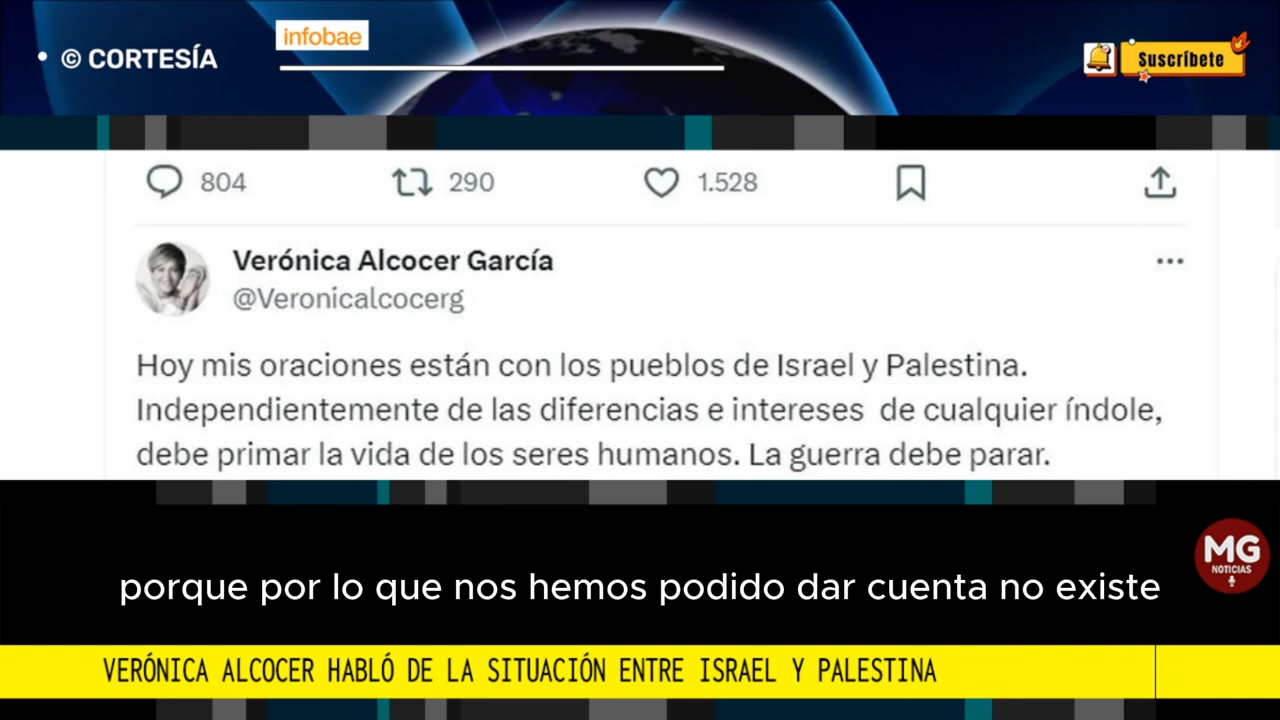 • © CORTESÍA
infobae
Suscríbete
804 290 1.528
Verónica Alcocer García
@Veronicalcocerg
Hoy mis oraciones están con los pueblos de Israel y Palestina.
Independientemente de las diferencias e intereses de cualquier índole,
debe primar la vida de los seres humanos. La guerra debe parar.
MG
NOTICIAS
porque por lo que nos hemos podido dar cuenta no existe
VERÓNICA ALCOCER HABLÓ DE LA SITUACIÓN ENTRE ISRAEL Y PALESTINA